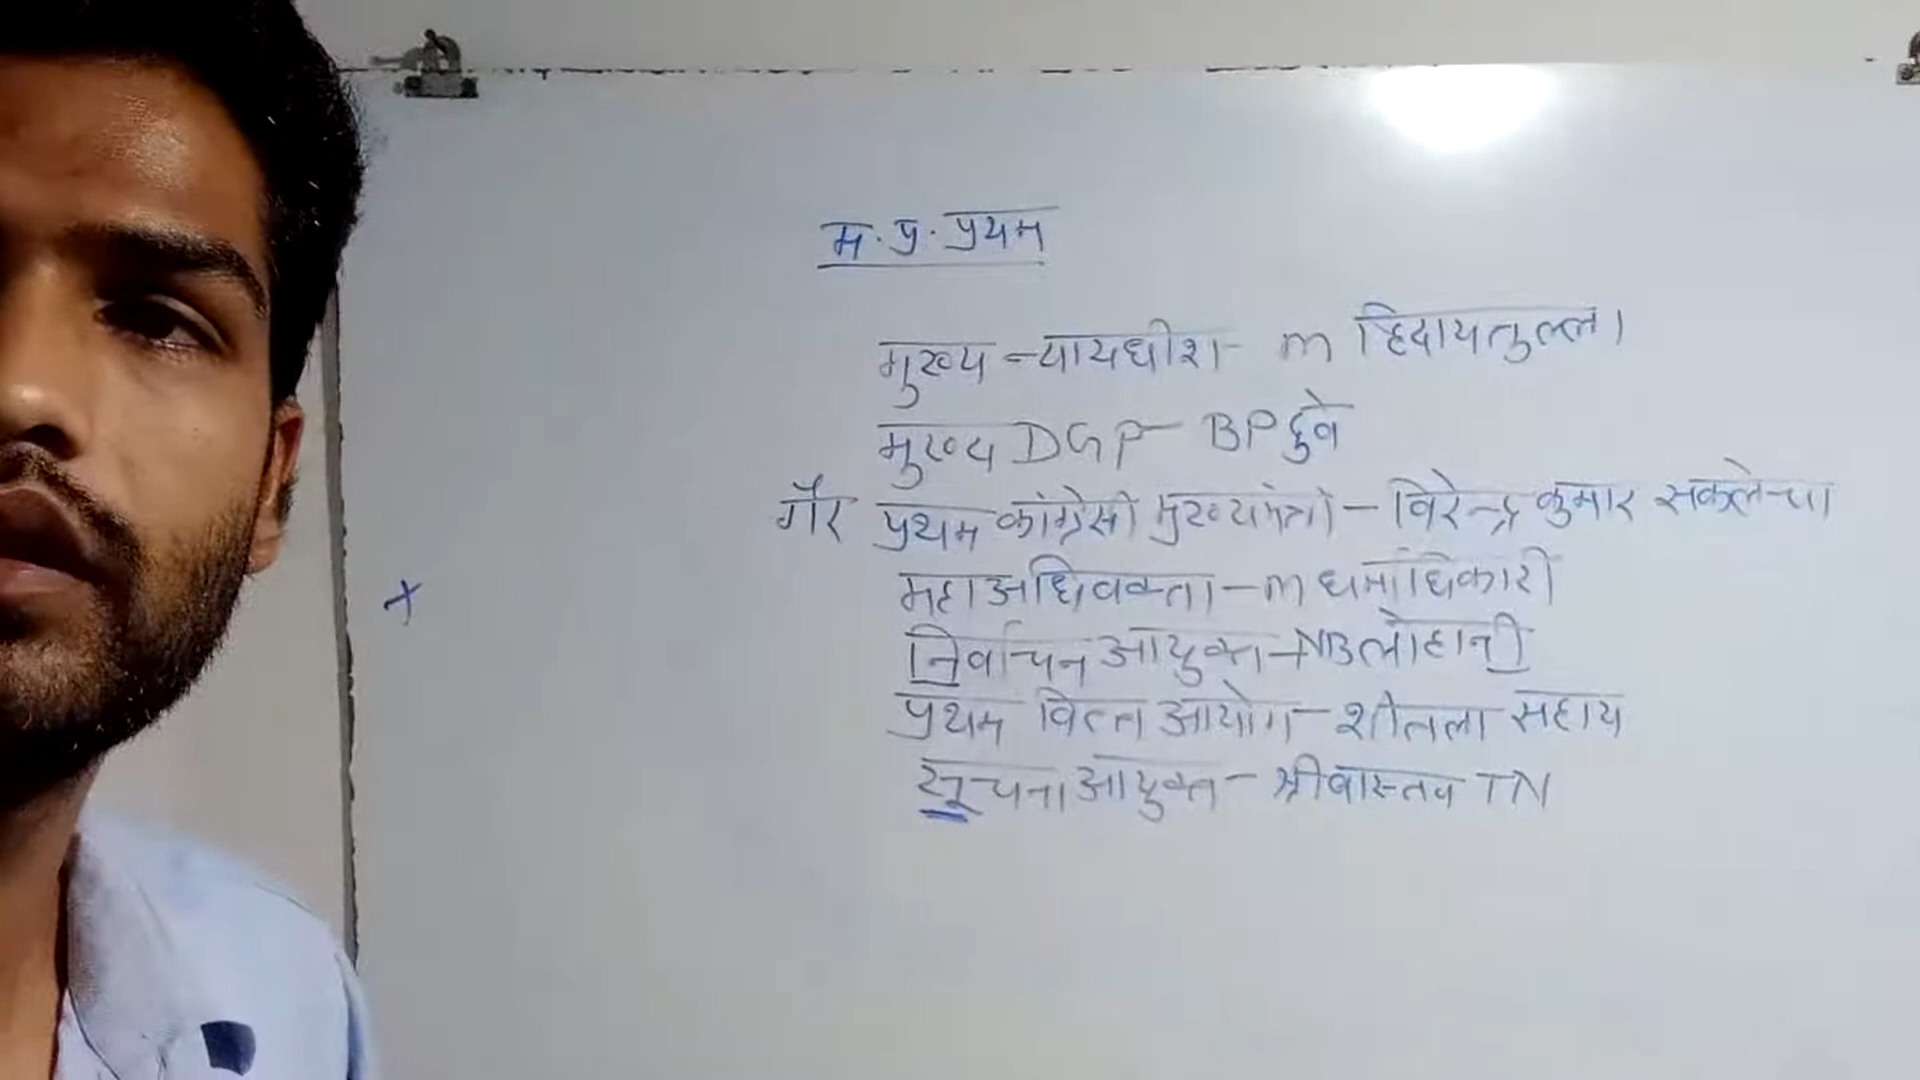 म. प्र. प्रथम
मुख्य न्यायधीश - m हिदायतुल्ला
मुख्य DGP - BP दुवे
गैर प्रथम कांग्रेसी मुख्यमंत्री - विरेन्द्र कुमार सकलेचा
महाअधिवक्ता - m धर्माधिकारी
निर्वाचन आयुक्त - NB लोहानी
प्रथम वित्त आयोग - शीतला सहाय
सूचना आयुक्त - श्रीवास्तव TN